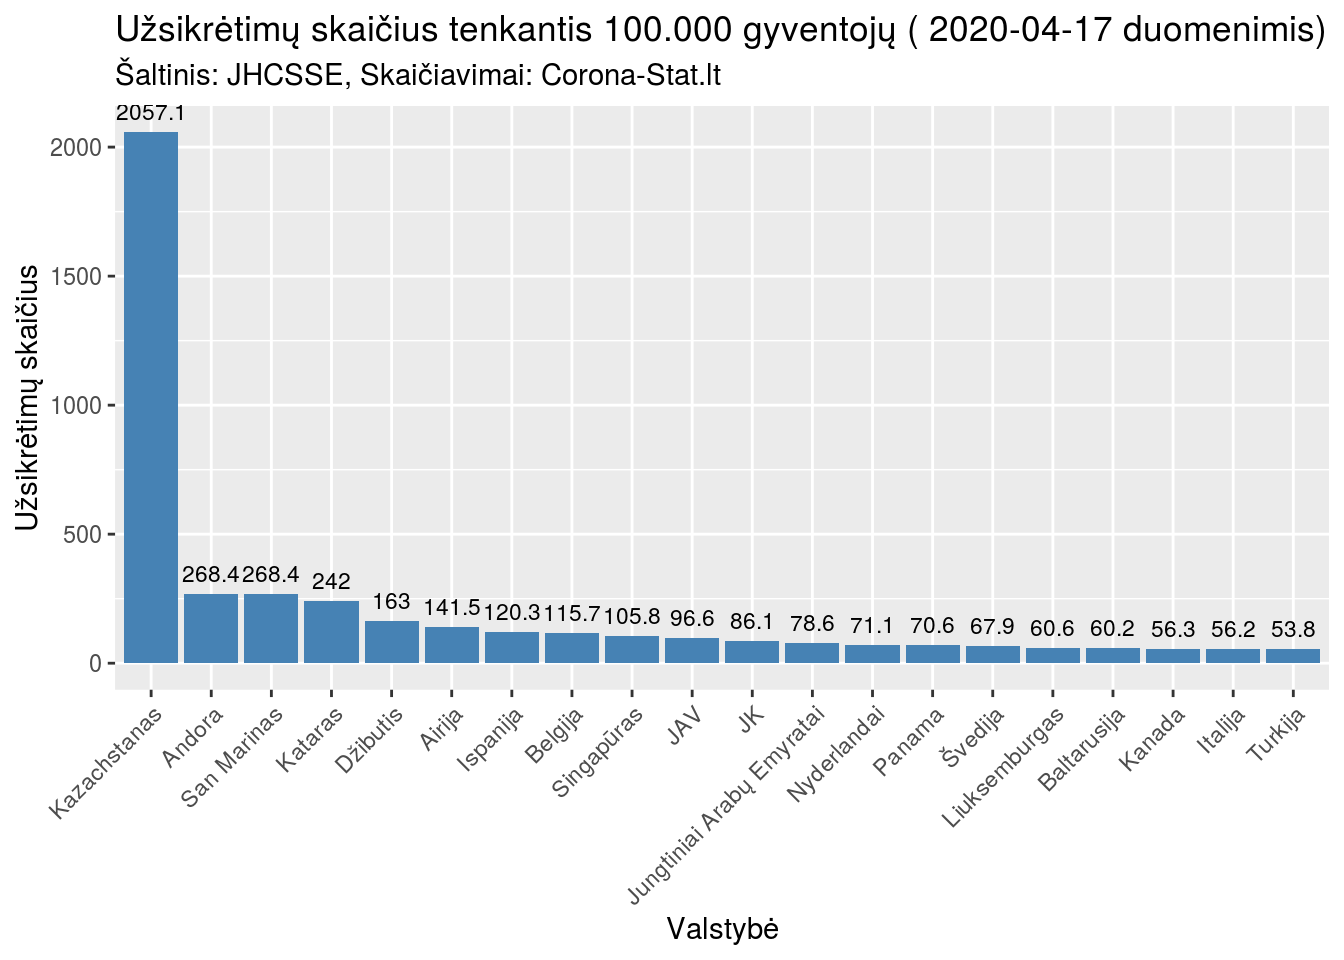 Užsikrėtimų skaičius tenkantis 100.000 gyventojų ( 2020-04-17 duomenimis)
Šaltinis: JHCSSE, Skaičiavimai: Corona-Stat.lt
2057.1
268.4
268.4
242
163
141.5
120.3
115.7
105.8
96.6
86.1
78.6
71.1
70.6
67.9
60.6
60.2
56.3
56.2
53.8
2000
1500
1000
500
0
Užsikrėtimų skaičius
Kazachstanas
Andora
San Marinas
Kataras
Džibutis
Airija
Ispanija
Belgija
Singapūras
JAV
JK
Jungtiniai Arabų Emyratai
Nyderlandai
Panama
Švedija
Liuksemburgas
Baltarusija
Kanada
Italija
Turkija
Valstybė